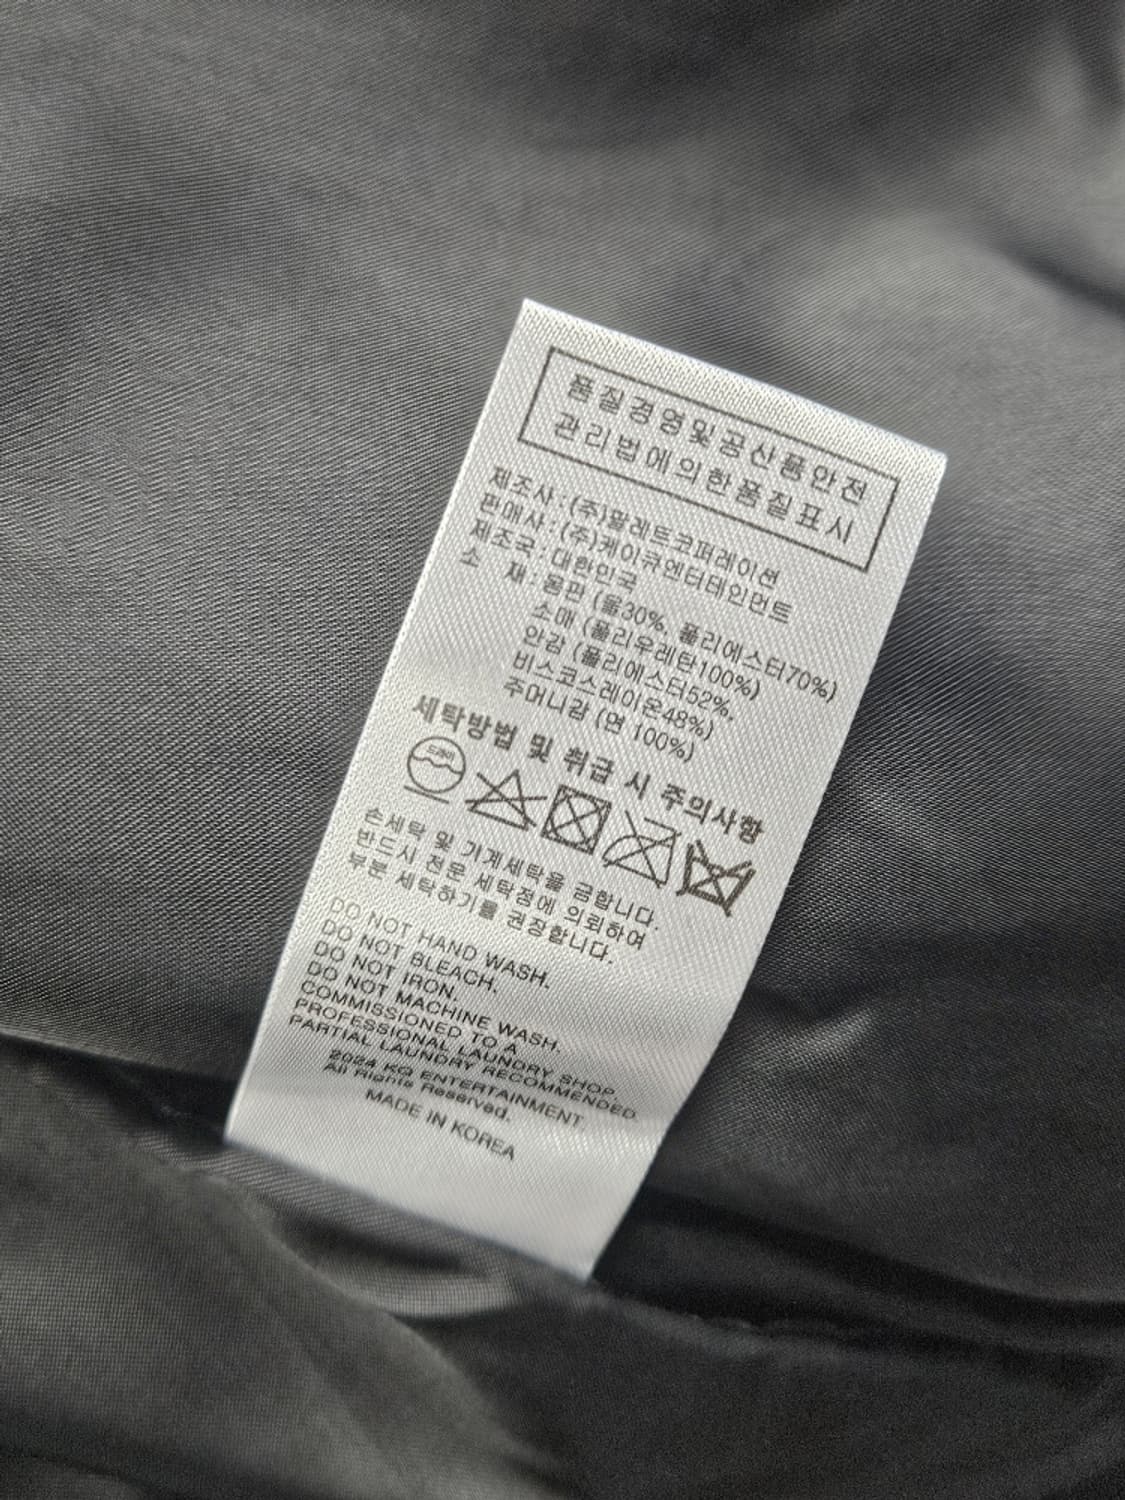 품질경영및공산품안전
관리법에의한품질표시
제조사 : (주)팔레트코퍼레이션
판매사 : (주)케이큐엔터테인먼트
제조국 : 대한민국
소 재 : 몸판 (울30%, 폴리에스터70%)
소매 (폴리우레탄100%)
안감 (폴리에스터52%,
비스코스레이온48%)
주머니감 (면 100%)
세탁방법 및 취급 시 주의사항
손세탁 및 기계세탁을 금합니다.
반드시 전문 세탁점에 의뢰하여
부분 세탁하기를 권장합니다.
DO NOT HAND WASH.
DO NOT BLEACH.
DO NOT IRON.
DO NOT MACHINE WASH.
COMMISSIONED TO A
PROFESSIONAL LAUNDRY SHOP.
PARTIAL LAUNDRY RECOMMENDED.
2024 KQ ENTERTAINMENT.
All Rights Reserved.
MADE IN KOREA